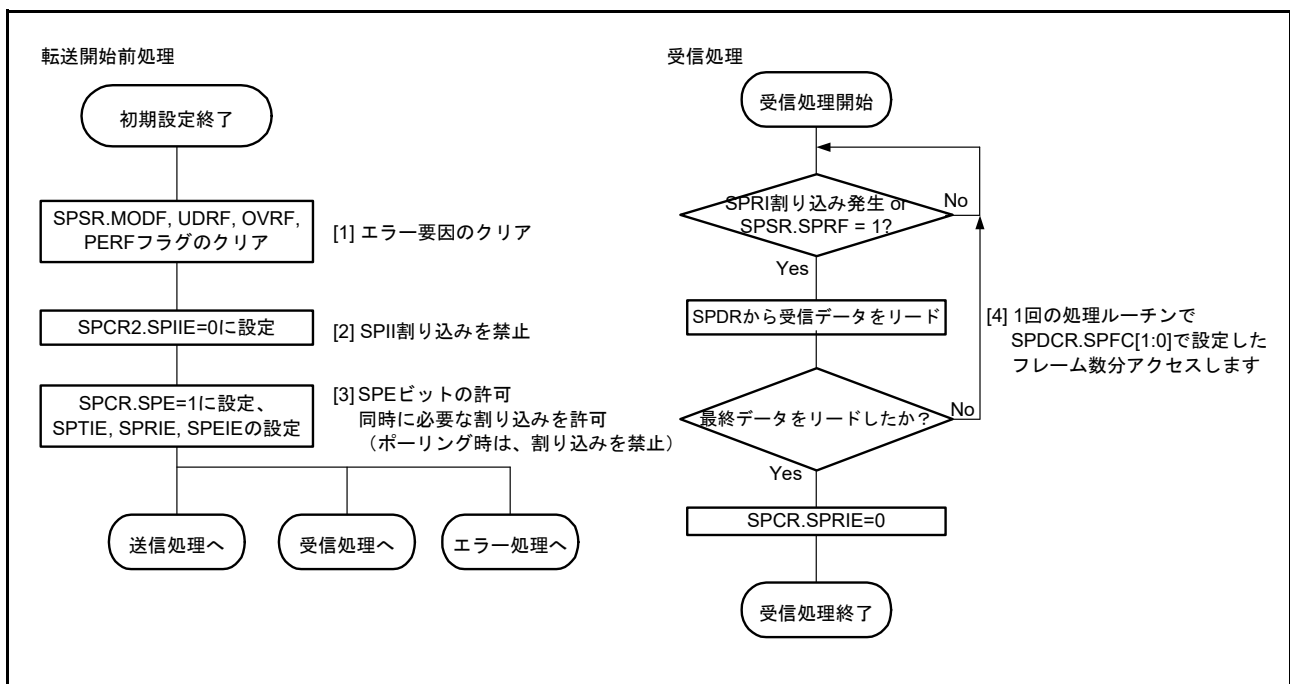 転送開始前処理
初期設定終了
SPSR.MODF, UDRF, OVRF,
PERFフラグのクリア
[1] エラー要因のクリア
SPCR2.SPIIE=0に設定
[2] SPII割り込みを禁止
SPCR.SPE=1に設定、
SPTIE, SPRIE, SPEIEの設定
[3] SPEビットの許可
同時に必要な割り込みを許可
（ポーリング時は、割り込みを禁止）
送信処理へ
受信処理へ
エラー処理へ
受信処理
受信処理開始
SPRI割り込み発生 or
SPSR.SPRF = 1?
No
Yes
SPDRから受信データをリード
[4] 1回の処理ルーチンで
SPDCR.SPFC[1:0]で設定した
フレーム数分アクセスします
最終データをリードしたか？
No
Yes
SPCR.SPRIE=0
受信処理終了